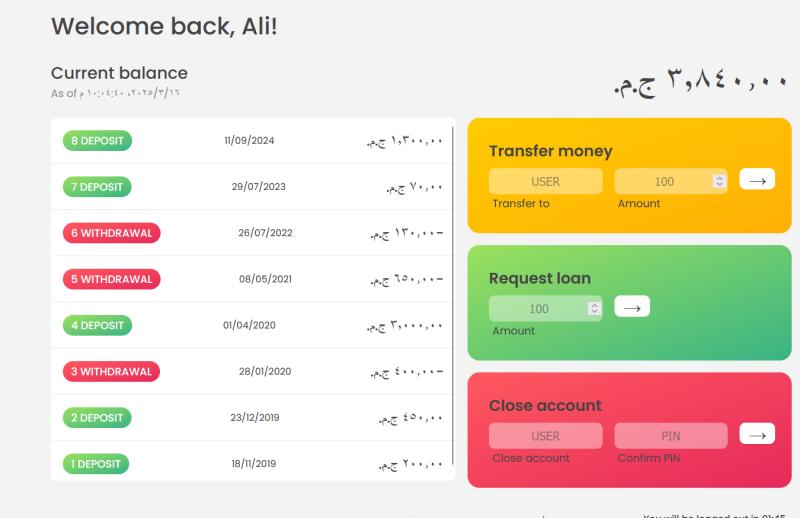 Welcome back, Ali!
Current balance
As of ١٦‏/٣‏/٢٠٢٥، ١٠:٠٤:٤٠ م
٣٬٨٤٠٫٠٠ ج.م.
8 DEPOSIT 11/09/2024 ١٬٣٠٠٫٠٠ ج.م.
7 DEPOSIT 29/07/2023 ٧٠٫٠٠ ج.م.
6 WITHDRAWAL 26/07/2022 −١٣٠٫٠٠ ج.م.
5 WITHDRAWAL 08/05/2021 −٦٥٠٫٠٠ ج.م.
4 DEPOSIT 01/04/2020 ٣٬٠٠٠٫٠٠ ج.م.
3 WITHDRAWAL 28/01/2020 −٤٠٠٫٠٠ ج.م.
2 DEPOSIT 23/12/2019 ٤٥٠٫٠٠ ج.م.
1 DEPOSIT 18/11/2019 ٢٠٠٫٠٠ ج.م.
Transfer money
USER 100 →
Transfer to Amount
Request loan
100 →
Amount
Close account
USER PIN →
Close account Confirm PIN
You will be logged out in 01:45